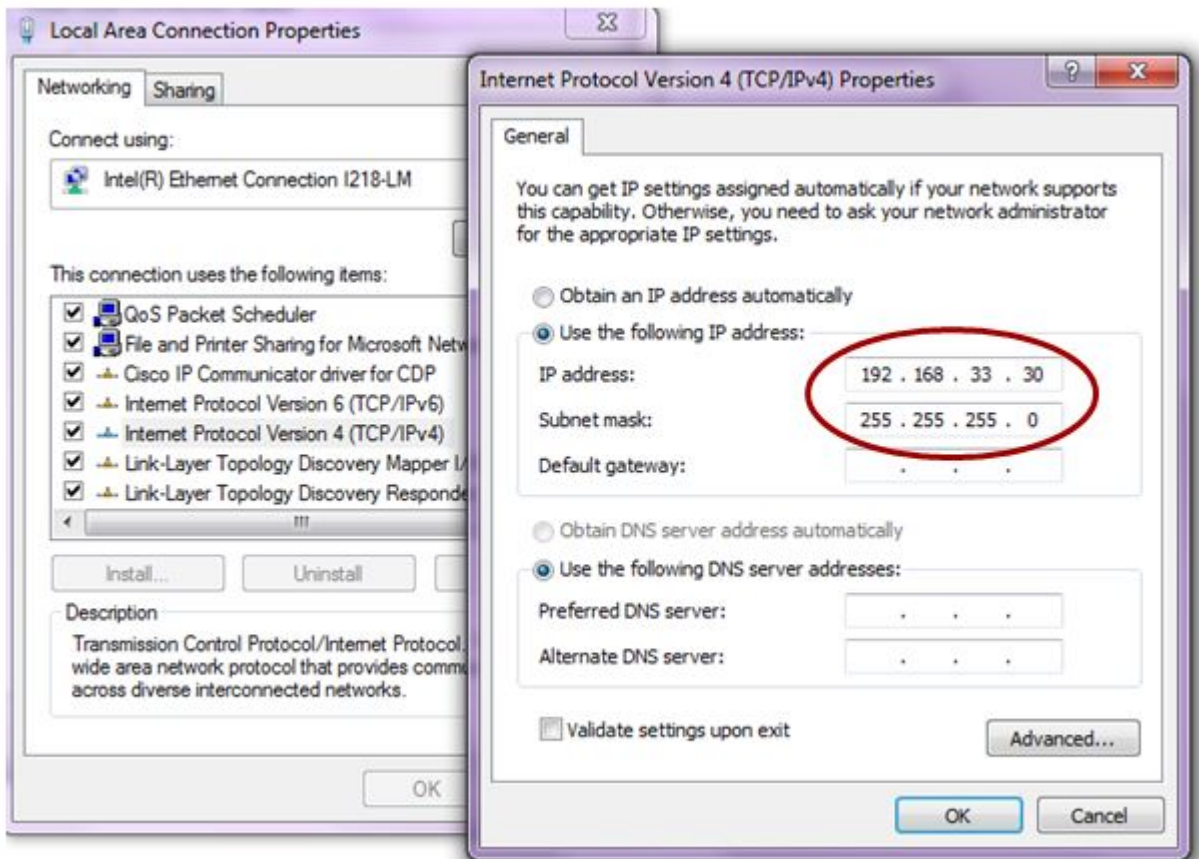 Local Area Connection Properties
Networking
Sharing
Connect using:
Intel(R) Ethernet Connection I218-LM
This connection uses the following items:
QoS Packet Scheduler
File and Printer Sharing for Microsoft Netw
Cisco IP Communicator driver for CDP
Internet Protocol Version 6 (TCP/IPv6)
Internet Protocol Version 4 (TCP/IPv4)
Link-Layer Topology Discovery Mapper I/
Link-Layer Topology Discovery Responde
Install...
Uninstall
Description
Transmission Control Protocol/Internet Protocol.
wide area network protocol that provides commu
across diverse interconnected networks.
OK
Internet Protocol Version 4 (TCP/IPv4) Properties
General
You can get IP settings assigned automatically if your network supports
this capability. Otherwise, you need to ask your network administrator
for the appropriate IP settings.
Obtain an IP address automatically
Use the following IP address:
IP address: 192 . 168 . 33 . 30
Subnet mask: 255 . 255 . 255 . 0
Default gateway: . . .
Obtain DNS server address automatically
Use the following DNS server addresses:
Preferred DNS server: . . .
Alternate DNS server: . . .
Validate settings upon exit
Advanced...
OK
Cancel